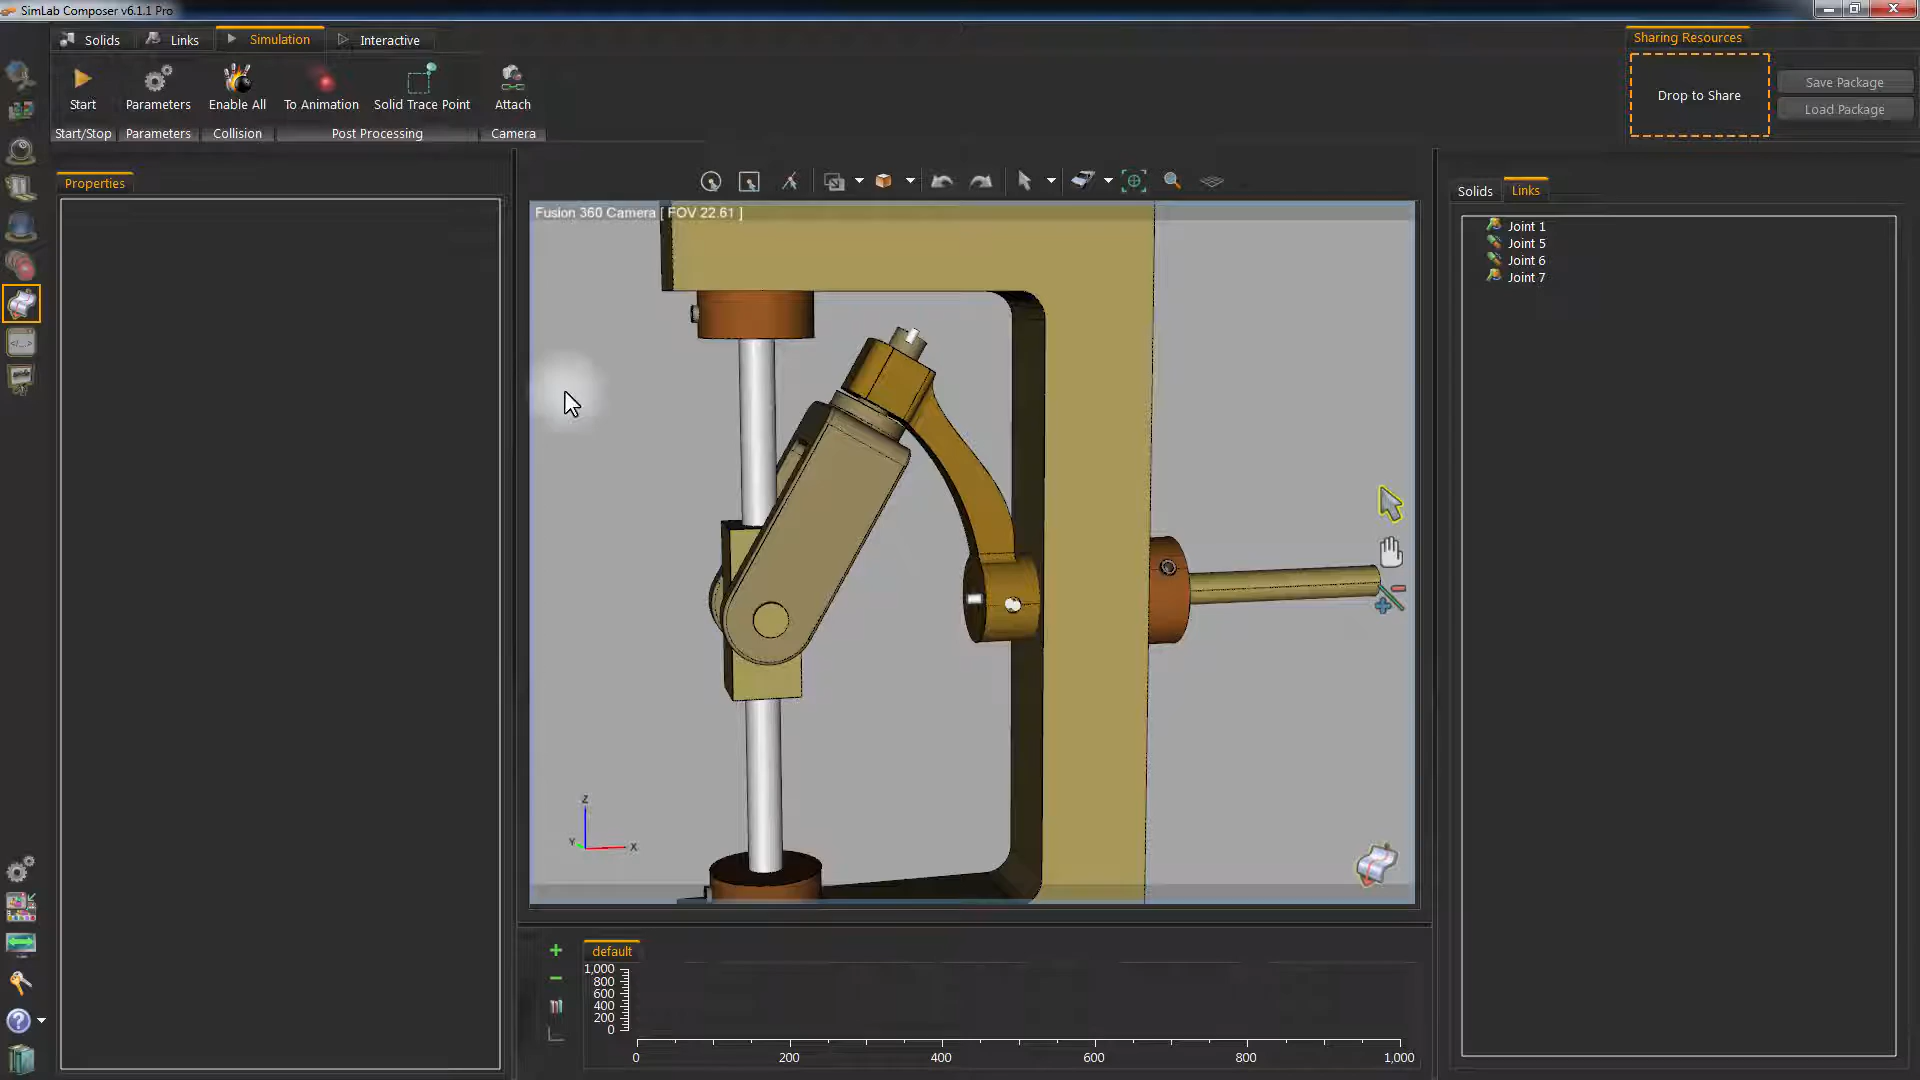 SimLab Composer v6.1.1 Pro
Solids
Links
Simulation
Interactive
Start
Parameters
Enable All
To Animation
Solid Trace Point
Attach
Start/Stop
Parameters
Collision
Post Processing
Camera
Sharing Resources
Drop to Share
Save Package
Load Package
Properties
Fusion 360 Camera [ FOV 22.61 ]
Z
Y
X
Solids
Links
Joint 1
Joint 5
Joint 6
Joint 7
default
1,000
800
600
400
200
0
0
200
400
600
800
1,000